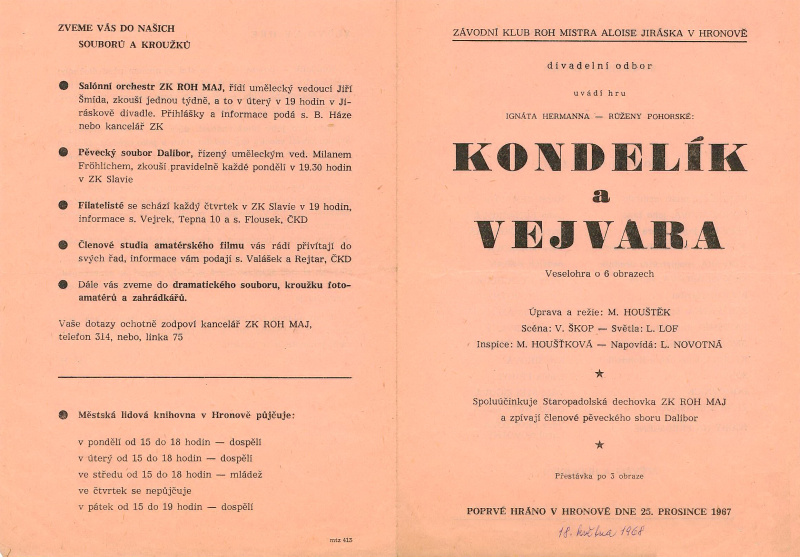 ZVEME VÁS DO NAŠICH
SOUBORŮ A KROUŽKŮ
Salónní orchestr ZK ROH MAJ, řídí umělecký vedoucí Jiří
Šmída, zkouší jednou týdně, a to v úterý v 19 hodin v Ji-
ráskově divadle. Přihlášky a informace podá s. B. Háze
nebo kancelář ZK
Pěvecký soubor Dalibor, řízený uměleckým ved. Milanem
Fröhlichem, zkouší pravidelně každé pondělí v 19.30 hodin
v ZK Slavie
Filatelisté se schází každý čtvrtek v ZK Slavie v 19 hodin,
informace s. Vejrek, Tepna 10 a s. Flousek, ČKD
Členové studia amatérského filmu vás rádi přivítají do
svých řad, informace vám podají s. Valášek a Rejtar, ČKD
Dále vás zveme do dramatického souboru, kroužku foto-
amatérů a zahrádkářů.
Vaše dotazy ochotně zodpoví kancelář ZK ROH MAJ,
telefon 314, nebo, linka 75
Městská lidová knihovna v Hronově půjčuje:
v pondělí od 15 do 18 hodin — dospělí
v úterý od 15 do 18 hodin — dospělí
ve středu od 15 do 18 hodin — mládež
ve čtvrtek se nepůjčuje
v pátek od 15 do 19 hodin — dospělí
mtz 413
ZÁVODNÍ KLUB ROH MISTRA ALOISE JIRÁSKA V HRONOVĚ
divadelní odbor
uvádí hru
IGNÁTA HERMANNA — RŮŽENY POHORSKÉ:
KONDELÍK
a
VEJVARA
Veselohra o 6 obrazech
Úprava a režie: M. HOUŠTĚK
Scéna: V. ŠKOP — Světla: L. LOF
Inspice: M. HOUŠŤKOVÁ — Napovídá: L. NOVOTNÁ
Spoluúčinkuje Staropadolská dechovka ZK ROH MAJ
a zpívají členové pěveckého sboru Dalibor
Přestávka po 3 obraze
POPRVÉ HRÁNO V HRONOVĚ DNE 25. PROSINCE 1967
18. května 1968